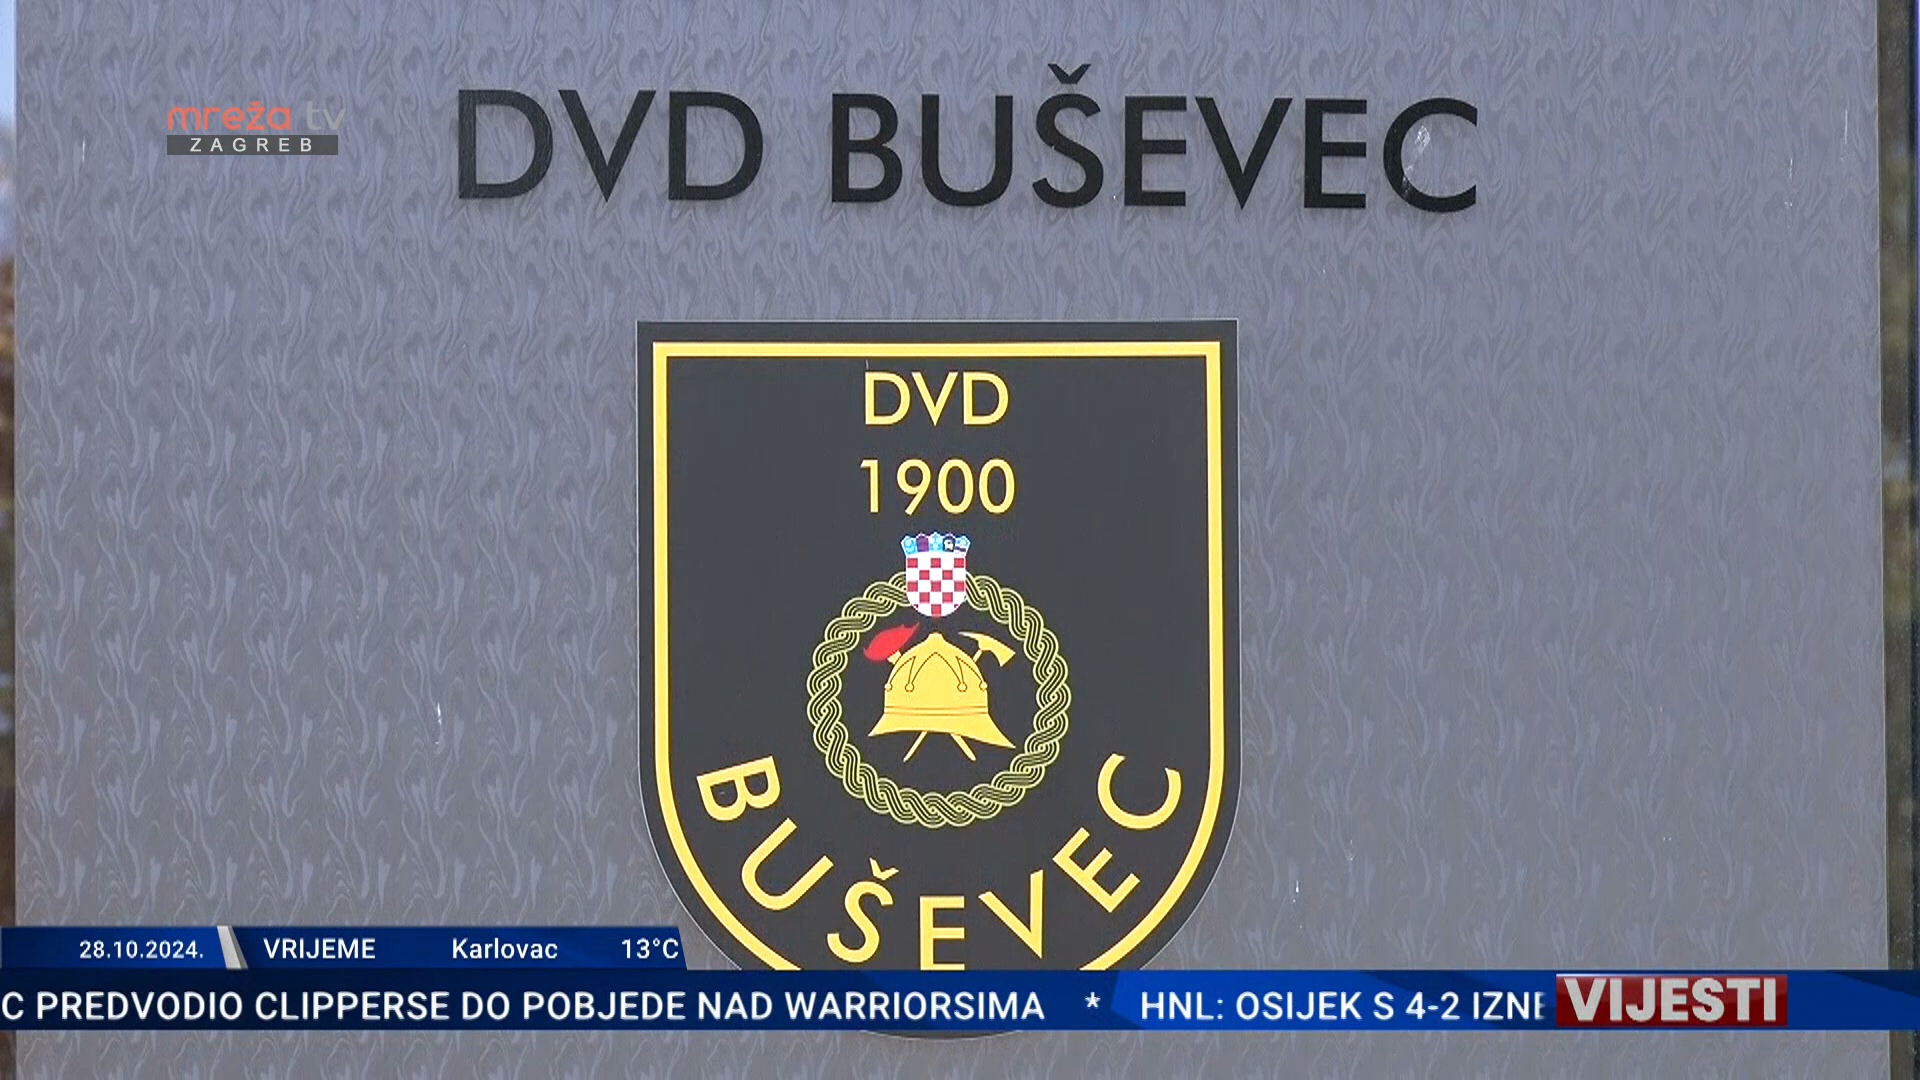 DVD BUŠEVEC
mreža tv
ZAGREB
DVD
1900
BUŠEVEC
28.10.2024.
VRIJEME
Karlovac
13°C
C PREDVODIO CLIPPERSE DO POBJEDE NAD WARRIORSIMA * HNL: OSIJEK S 4-2 IZNE
VIJESTI